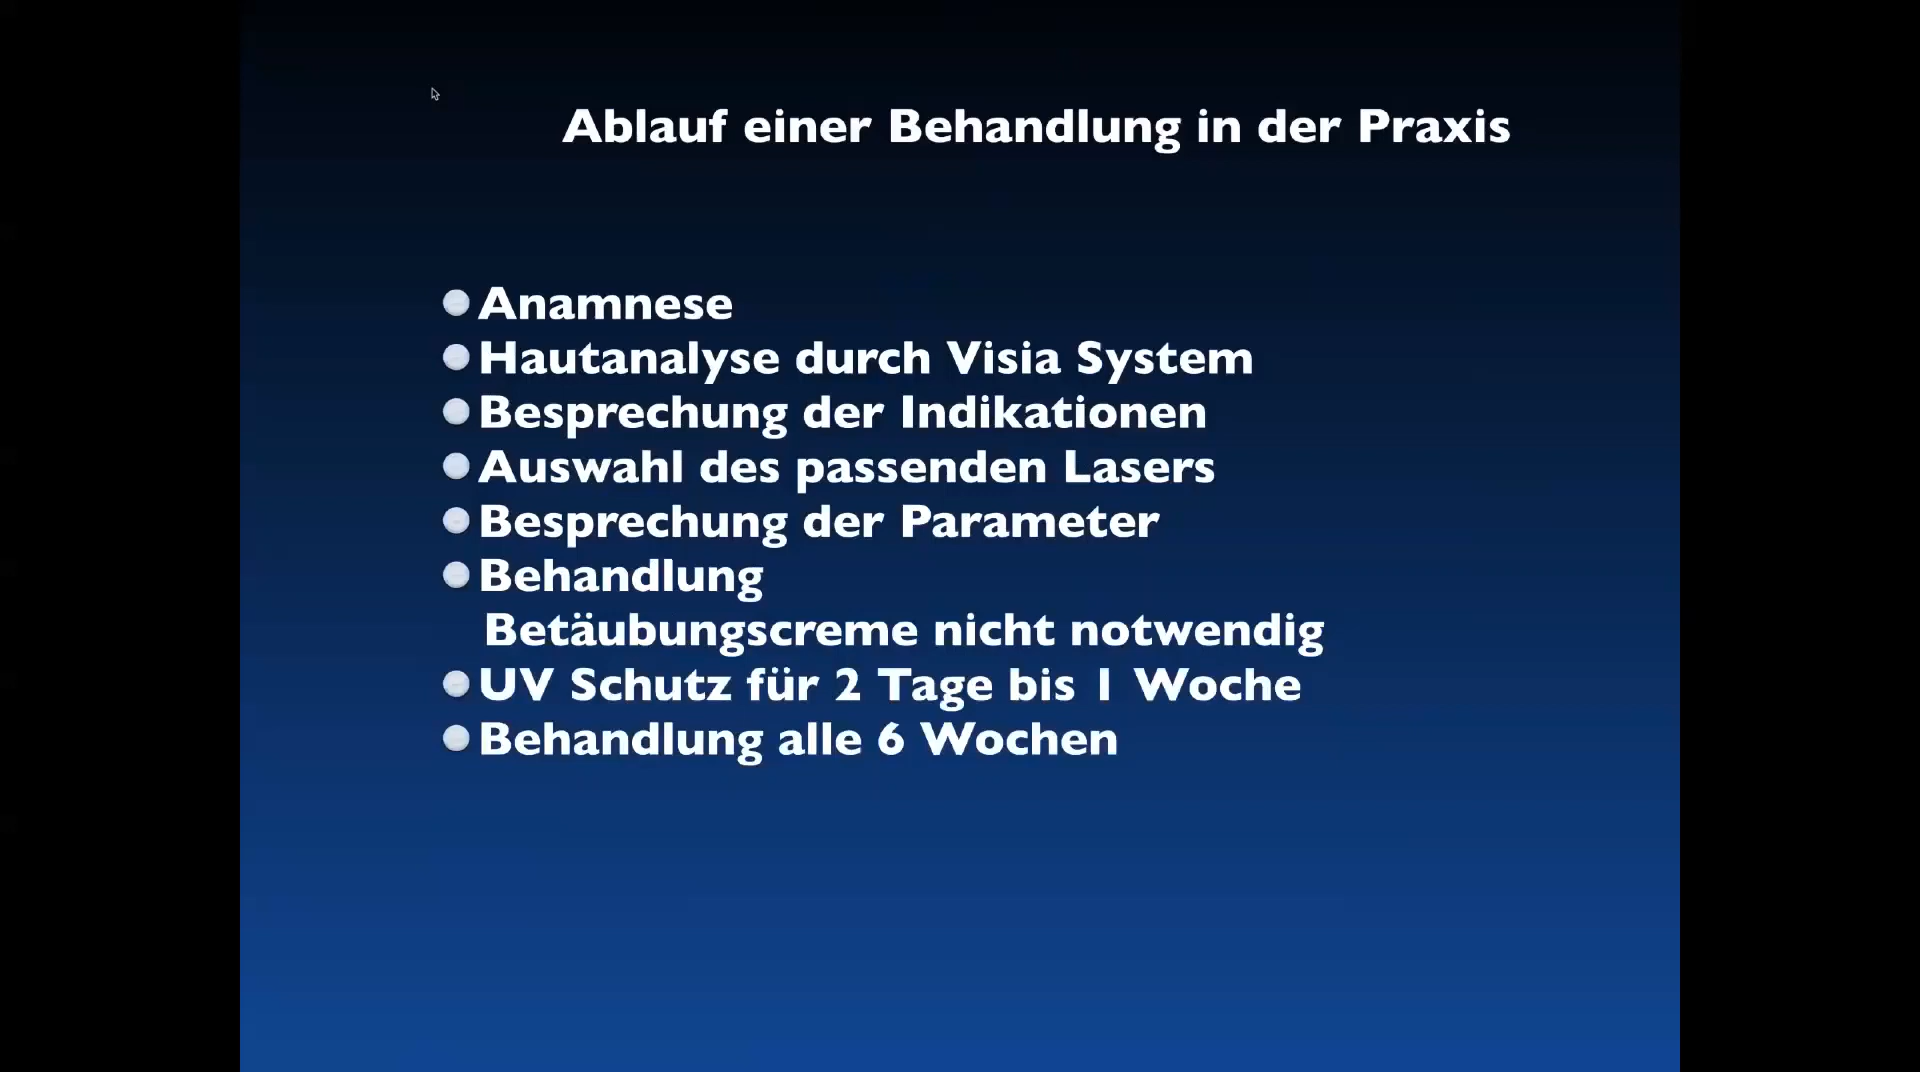 Ablauf einer Behandlung in der Praxis
Anamnese
Hautanalyse durch Visia System
Besprechung der Indikationen
Auswahl des passenden Lasers
Besprechung der Parameter
Behandlung
Betäubungscreme nicht notwendig
UV Schutz für 2 Tage bis 1 Woche
Behandlung alle 6 Wochen